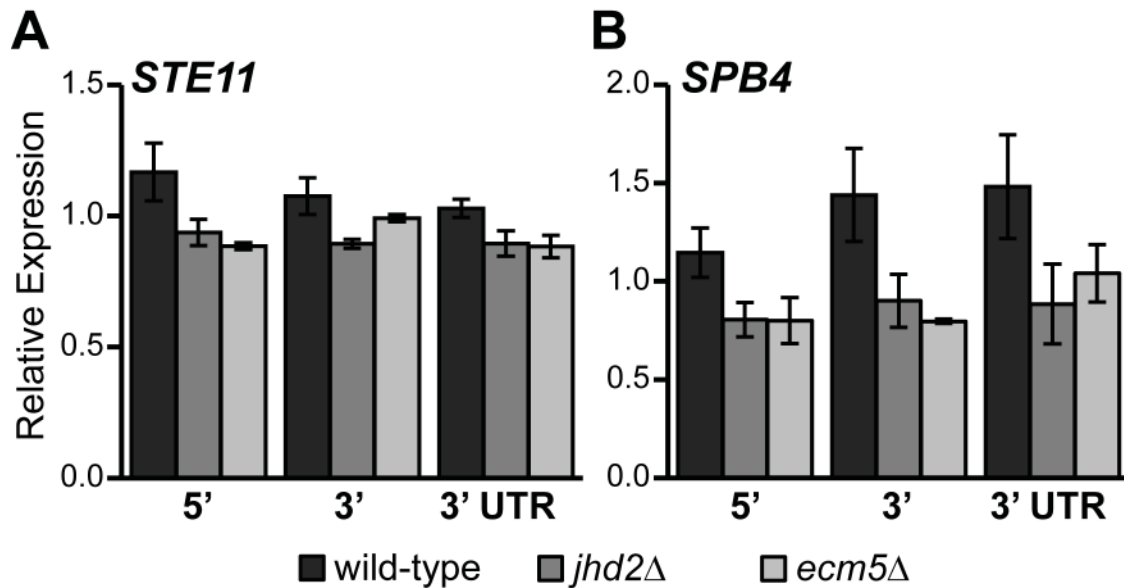 A
STE11
Relative Expression
1.5
1.0
0.5
0.0
5’ 3’ 3’ UTR
B
SPB4
2.0
1.5
1.0
0.5
0.0
5’ 3’ 3’ UTR
wild-type jhd2Δ ecm5Δ